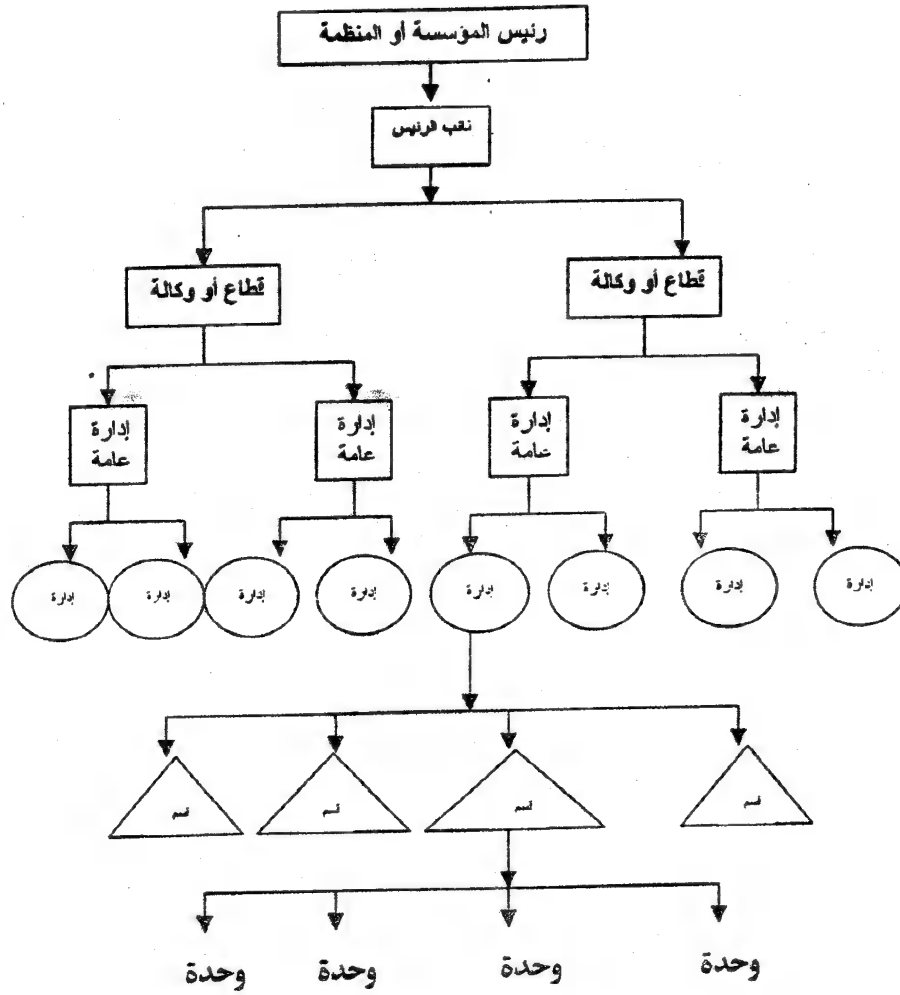 رئيس المؤسسة أو المنظمة
نائب الرئيس
قطاع أو وكالة
قطاع أو وكالة
إدارة
عامة
إدارة
عامة
إدارة
عامة
إدارة
عامة
إدارة
إدارة
إدارة
إدارة
إدارة
إدارة
إدارة
إدارة
قسم
قسم
قسم
قسم
وحدة
وحدة
وحدة
وحدة